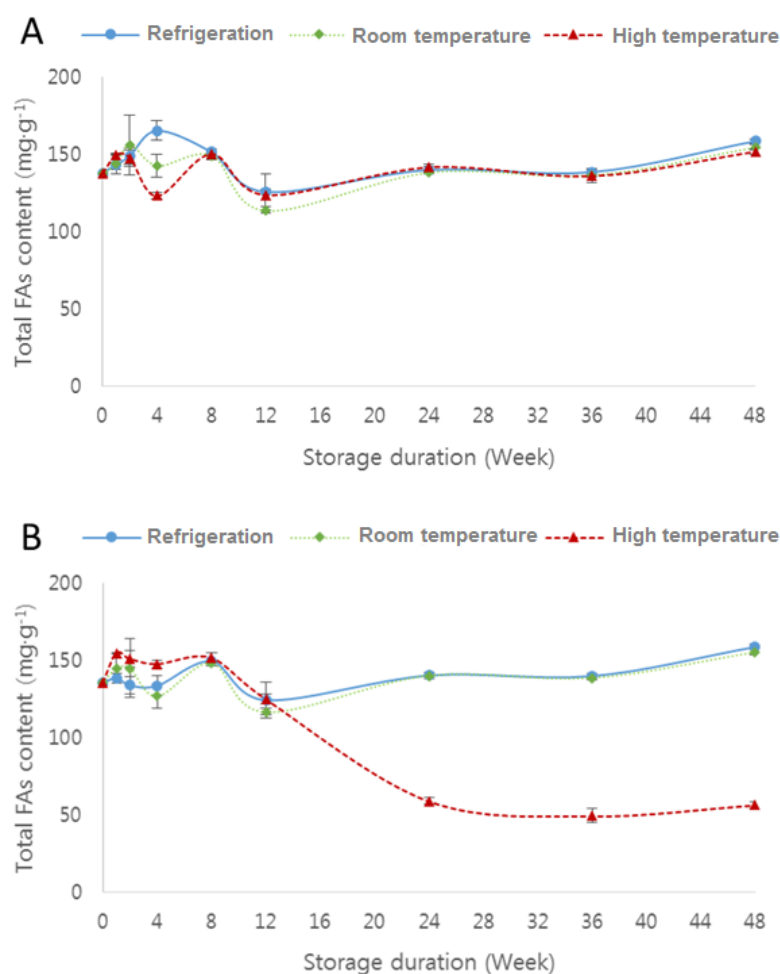 A
Refrigeration Room temperature High temperature
200
150
100
50
0
Total FAs content (mg·g⁻¹)
0 4 8 12 16 20 24 28 32 36 40 44 48
Storage duration (Week)
B
Refrigeration Room temperature High temperature
200
150
100
50
0
Total FAs content (mg·g⁻¹)
0 4 8 12 16 20 24 28 32 36 40 44 48
Storage duration (Week)